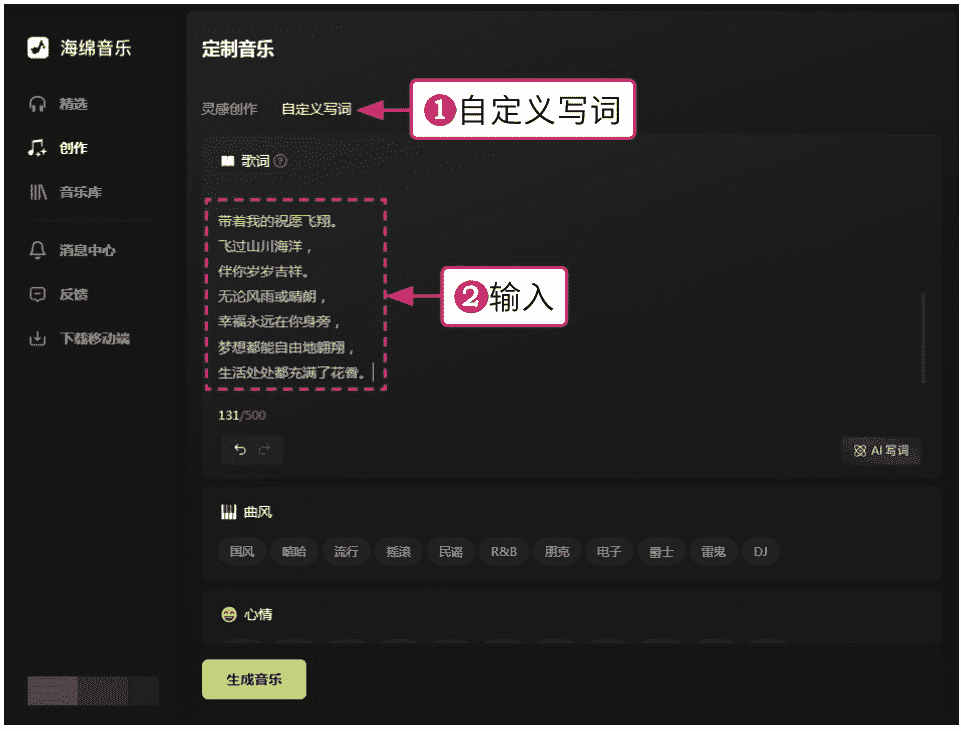 海绵音乐
精选
创作
音乐库
消息中心
反馈
下载移动端
定制音乐
灵感创作 自定义写词
❶自定义写词
歌词?
带着我的祝愿飞翔。
飞过山川海洋，
伴你岁岁吉祥。
无论风雨或晴朗，
幸福永远在你身旁，
梦想都能自由地翱翔，
生活处处都充满了花香。
❷输入
131/500
AI 写词
曲风
国风 嘻哈 流行 摇滚 民谣 R&B 朋克 电子 爵士 雷鬼 DJ
心情
生成音乐